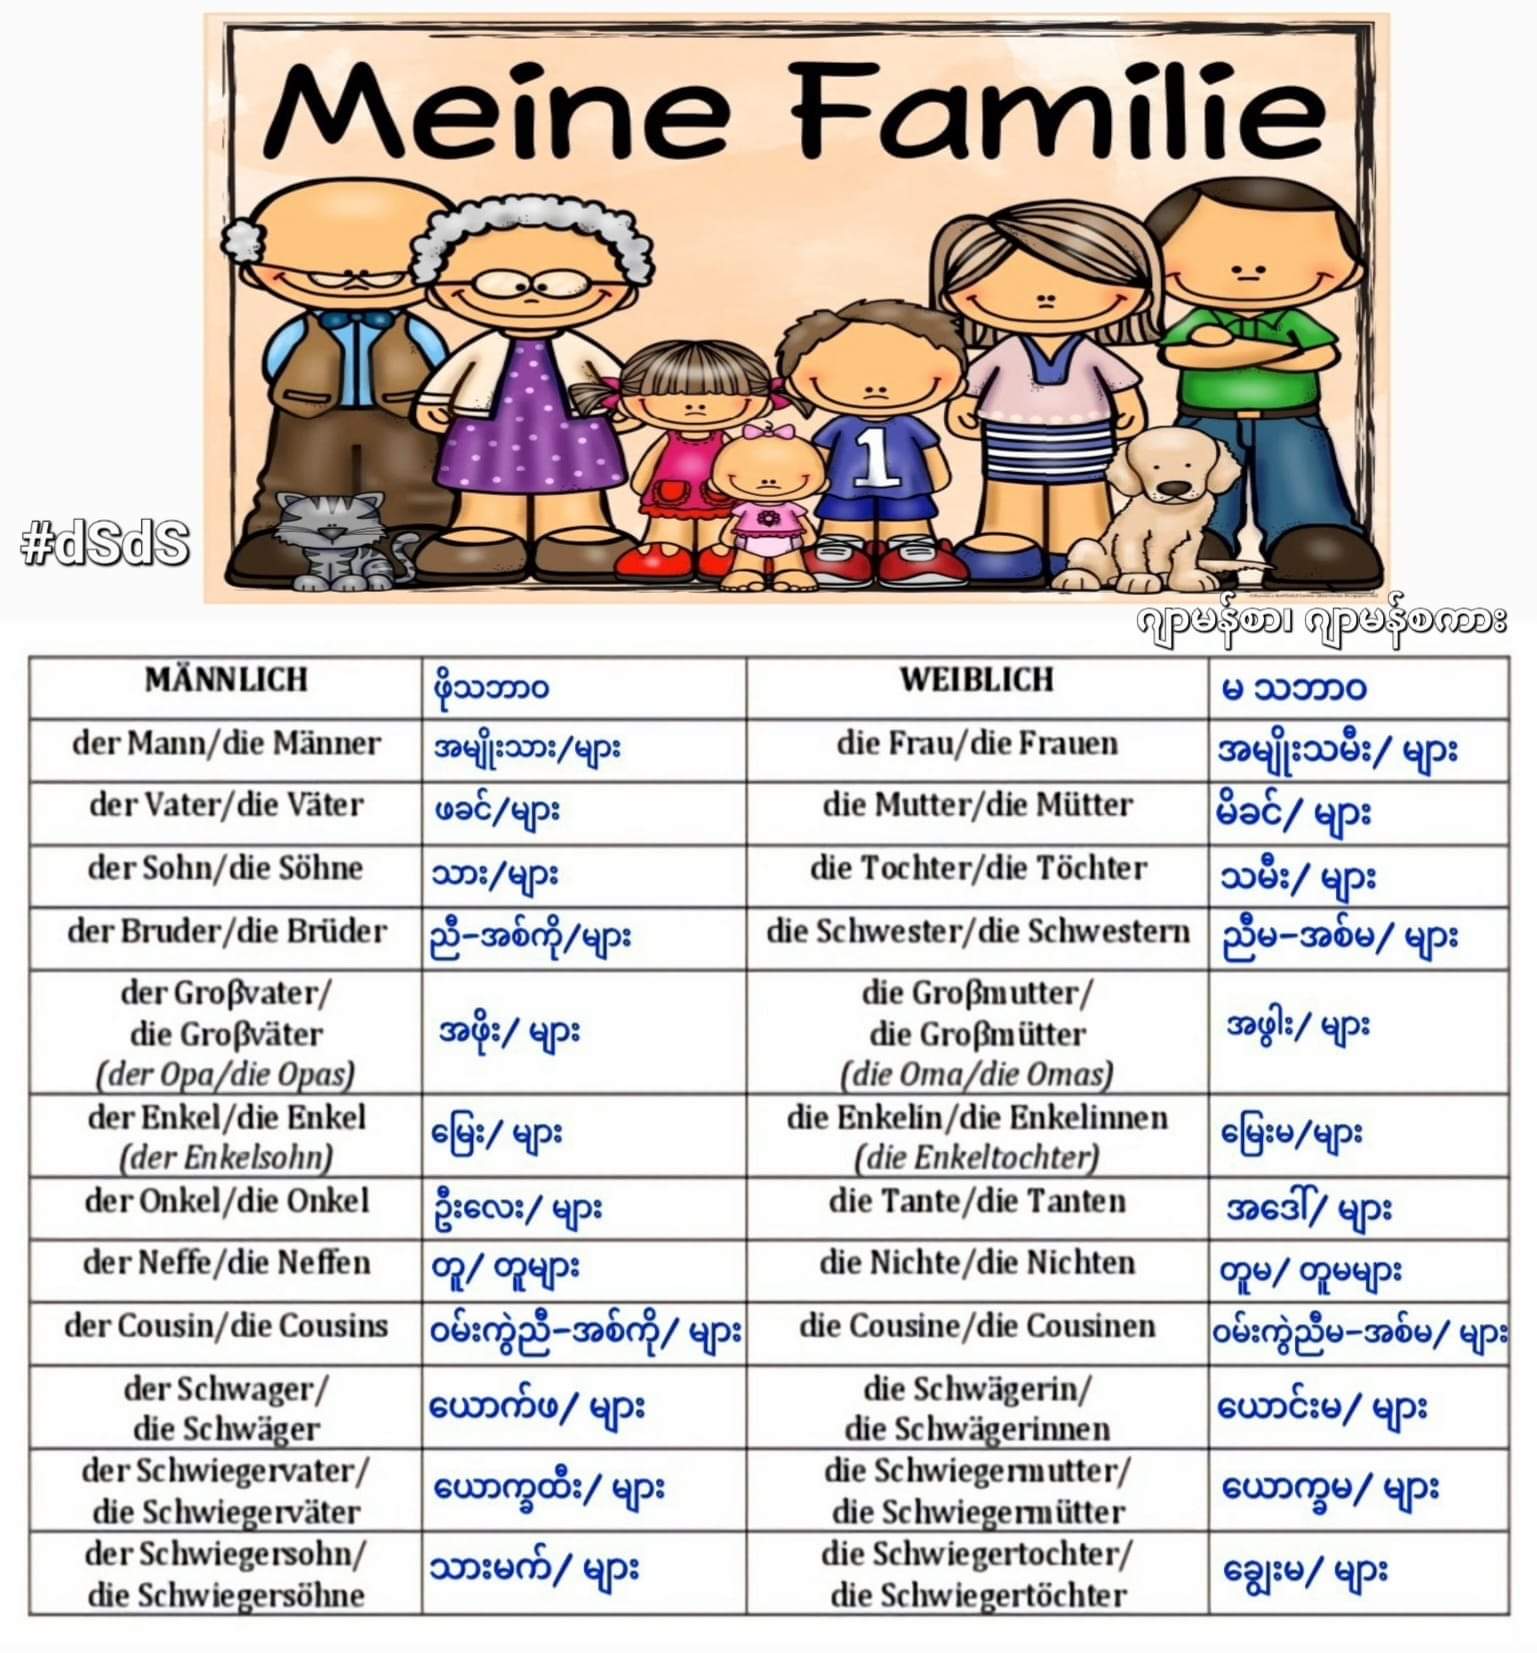 Meine Familie
1
#dSdS
ဂျာမန်စာ၊ ဂျာမန်စကား
MÄNNLICH ဖိုသဘာဝ WEIBLICH မ သဘာဝ
der Mann/die Männer အမျိုးသား/များ die Frau/die Frauen အမျိုးသမီး/ များ
der Vater/die Väter ဖခင်/များ die Mutter/die Mütter မိခင်/ များ
der Sohn/die Söhne သား/များ die Tochter/die Töchter သမီး/ များ
der Bruder/die Brüder ညီ-အစ်ကို/များ die Schwester/die Schwestern ညီမ-အစ်မ/ များ
der Großvater/
die Großväter
(der Opa/die Opas)
အဖိုး/ များ
die Großmutter/
die Großmütter
(die Oma/die Omas)
အဖွါး/ များ
der Enkel/die Enkel
(der Enkelsohn)
မြေး/ များ
die Enkelin/die Enkelinnen
(die Enkeltochter)
မြေးမ/များ
der Onkel/die Onkel ဦးလေး/ များ die Tante/die Tanten အဒေါ်/ များ
der Neffe/die Neffen တူ/ တူများ die Nichte/die Nichten တူမ/ တူမများ
der Cousin/die Cousins ဝမ်းကွဲညီ-အစ်ကို/ များ die Cousine/die Cousinen ဝမ်းကွဲညီမ-အစ်မ/ များ
der Schwager/
die Schwäger
ယောက်ဖ/ များ
die Schwägerin/
die Schwägerinnen
ယောင်းမ/ များ
der Schwiegervater/
die Schwiegerväter
ယောက္ခထီး/ များ
die Schwiegermutter/
die Schwiegermütter
ယောက္ခမ/ များ
der Schwiegersohn/
die Schwiegersöhne
သားမက်/ များ
die Schwiegertochter/
die Schwiegertöchter
ချွေးမ/ များ